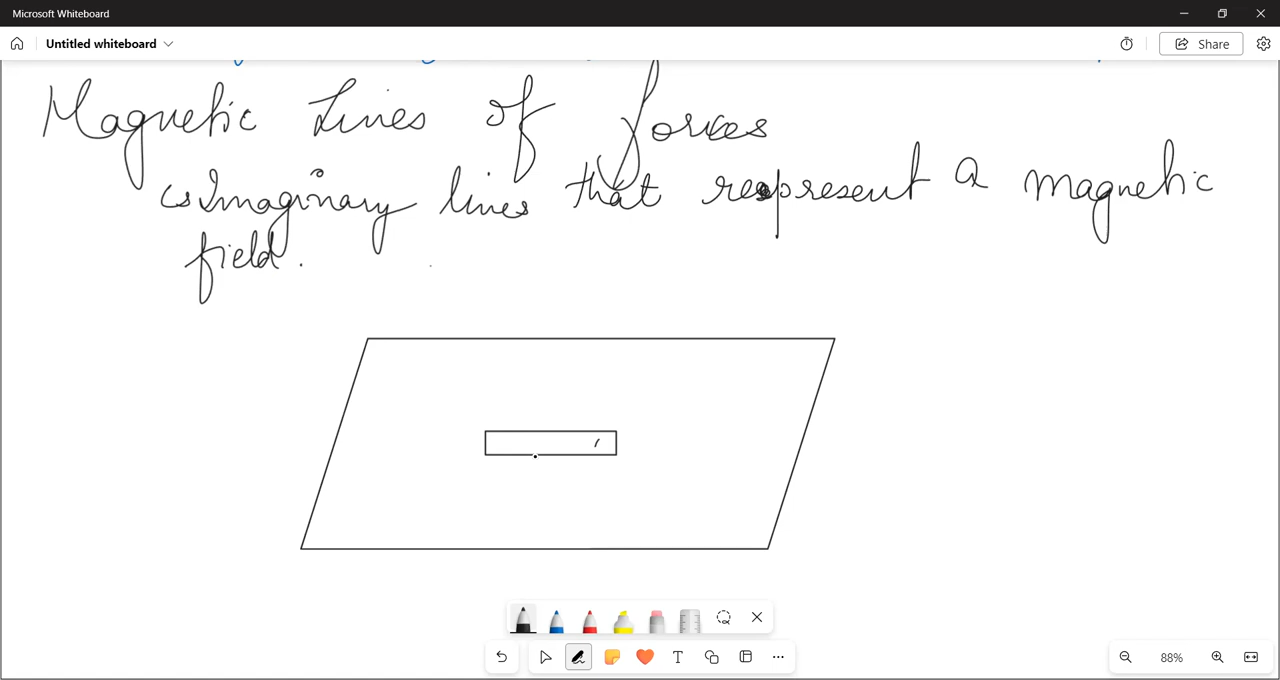 Microsoft Whiteboard
Untitled whiteboard
Share
Magnetic Lines of forces
Imaginary lines that represent a magnetic
field.
88%